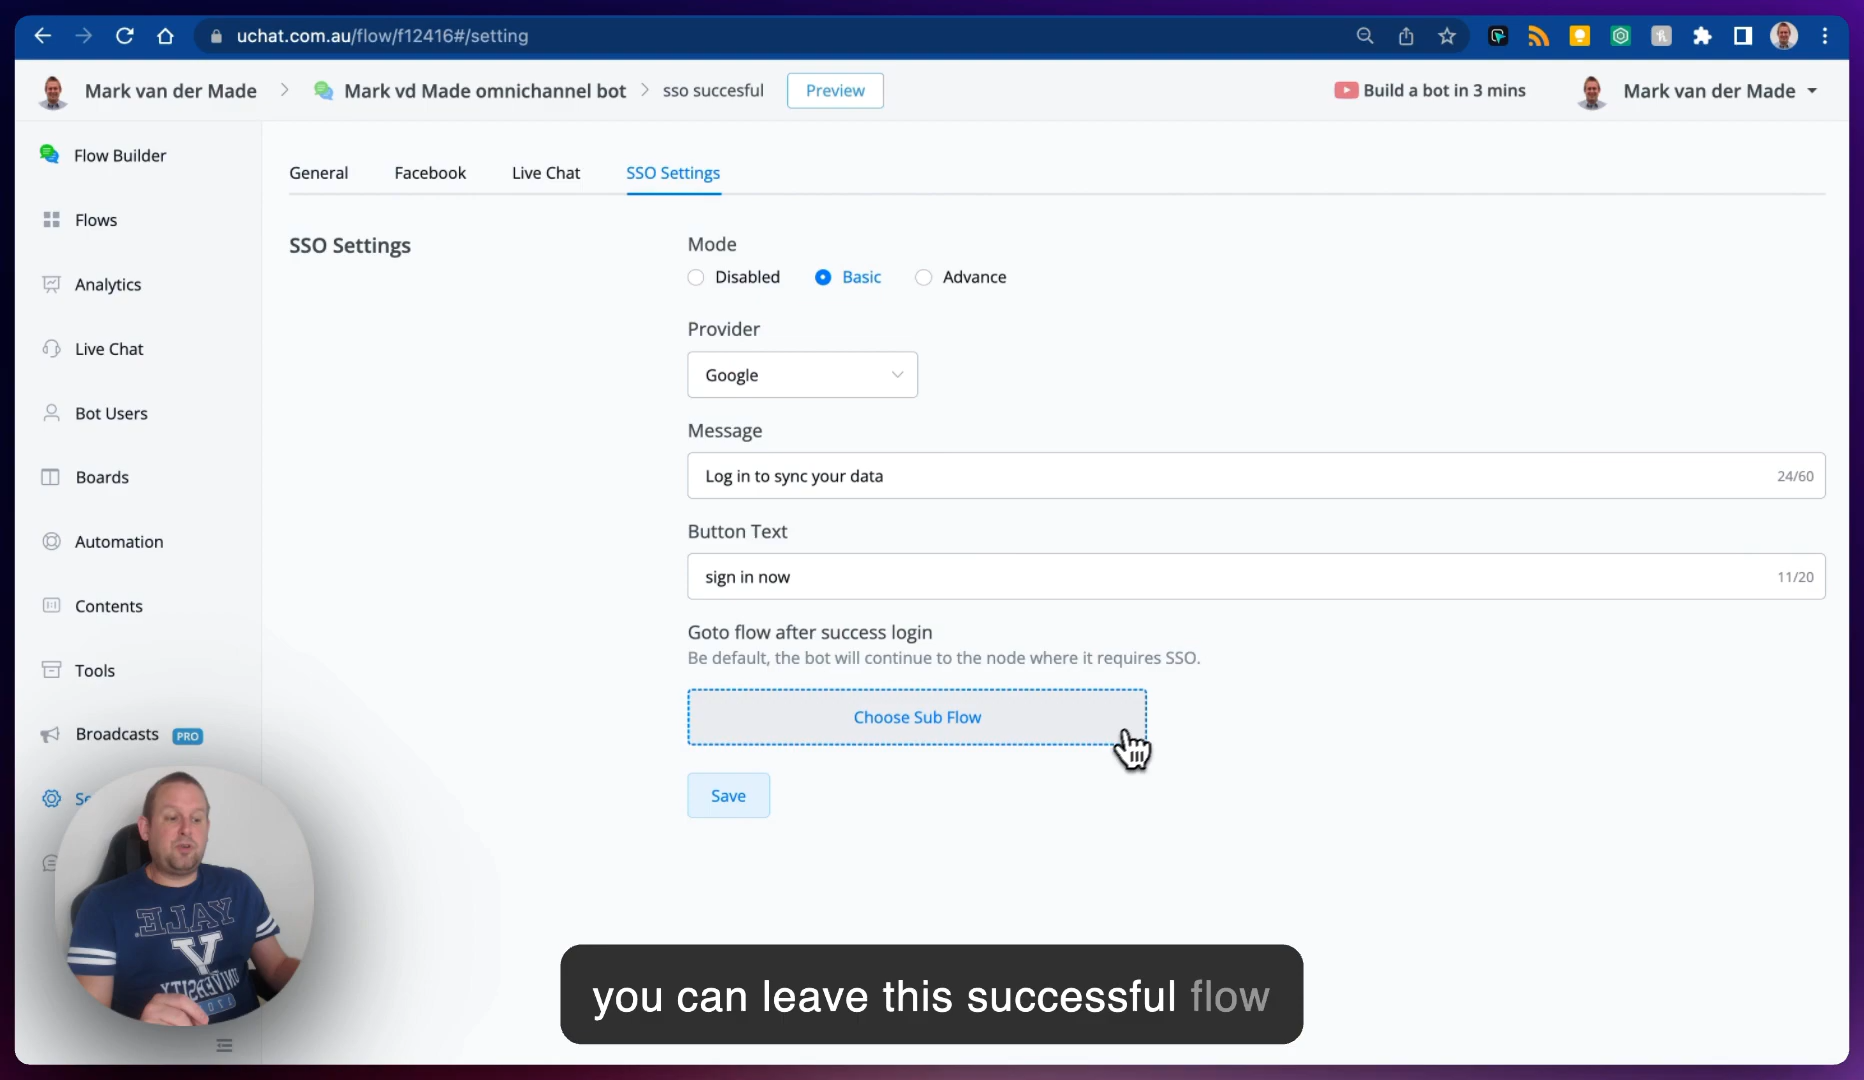 uchat.com.au/flow/f12416#/setting
Mark van der Made
Mark vd Made omnichannel bot
sso succesful
Preview
Build a bot in 3 mins
Mark van der Made
Flow Builder
Flows
Analytics
Live Chat
Bot Users
Boards
Automation
Contents
Tools
Broadcasts PRO
General
Facebook
Live Chat
SSO Settings
SSO Settings
Mode
Disabled
Basic
Advance
Provider
Google
Message
Log in to sync your data
24/60
Button Text
sign in now
11/20
Goto flow after success login
Be default, the bot will continue to the node where it requires SSO.
Choose Sub Flow
Save
YALE
Y
UNIVERSITY
you can leave this successful flow